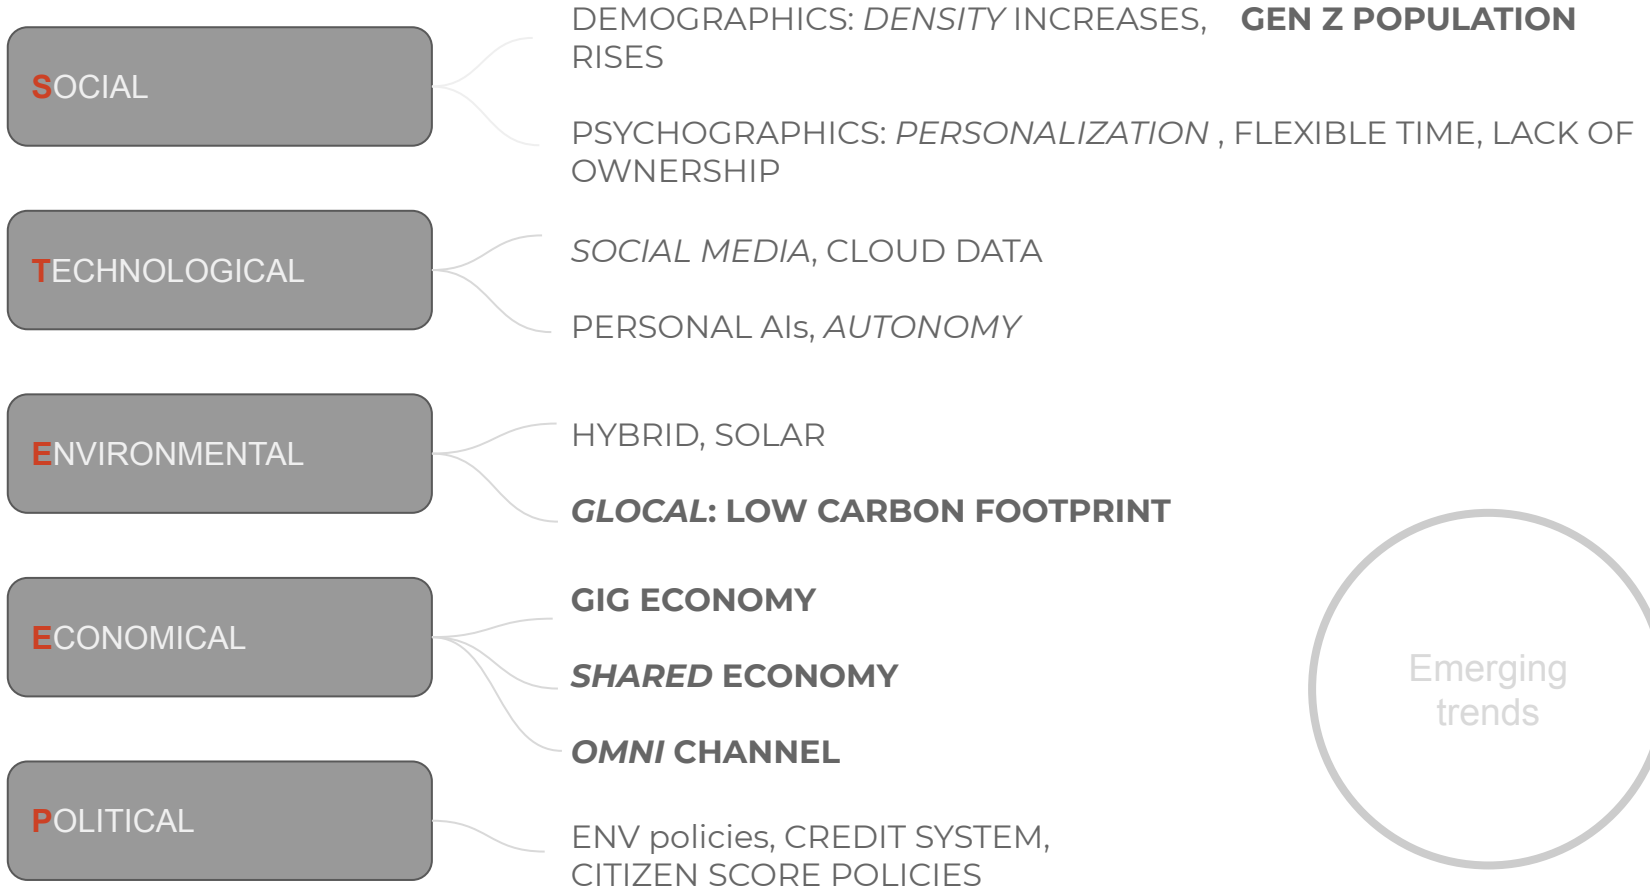 SOCIAL
DEMOGRAPHICS: DENSITY INCREASES, GEN Z POPULATION
RISES
PSYCHOGRAPHICS: PERSONALIZATION , FLEXIBLE TIME, LACK OF
OWNERSHIP
TECHNOLOGICAL
SOCIAL MEDIA, CLOUD DATA
PERSONAL AIs, AUTONOMY
ENVIRONMENTAL
HYBRID, SOLAR
GLOCAL: LOW CARBON FOOTPRINT
ECONOMICAL
GIG ECONOMY
SHARED ECONOMY
OMNI CHANNEL
POLITICAL
ENV policies, CREDIT SYSTEM,
CITIZEN SCORE POLICIES
Emerging
trends